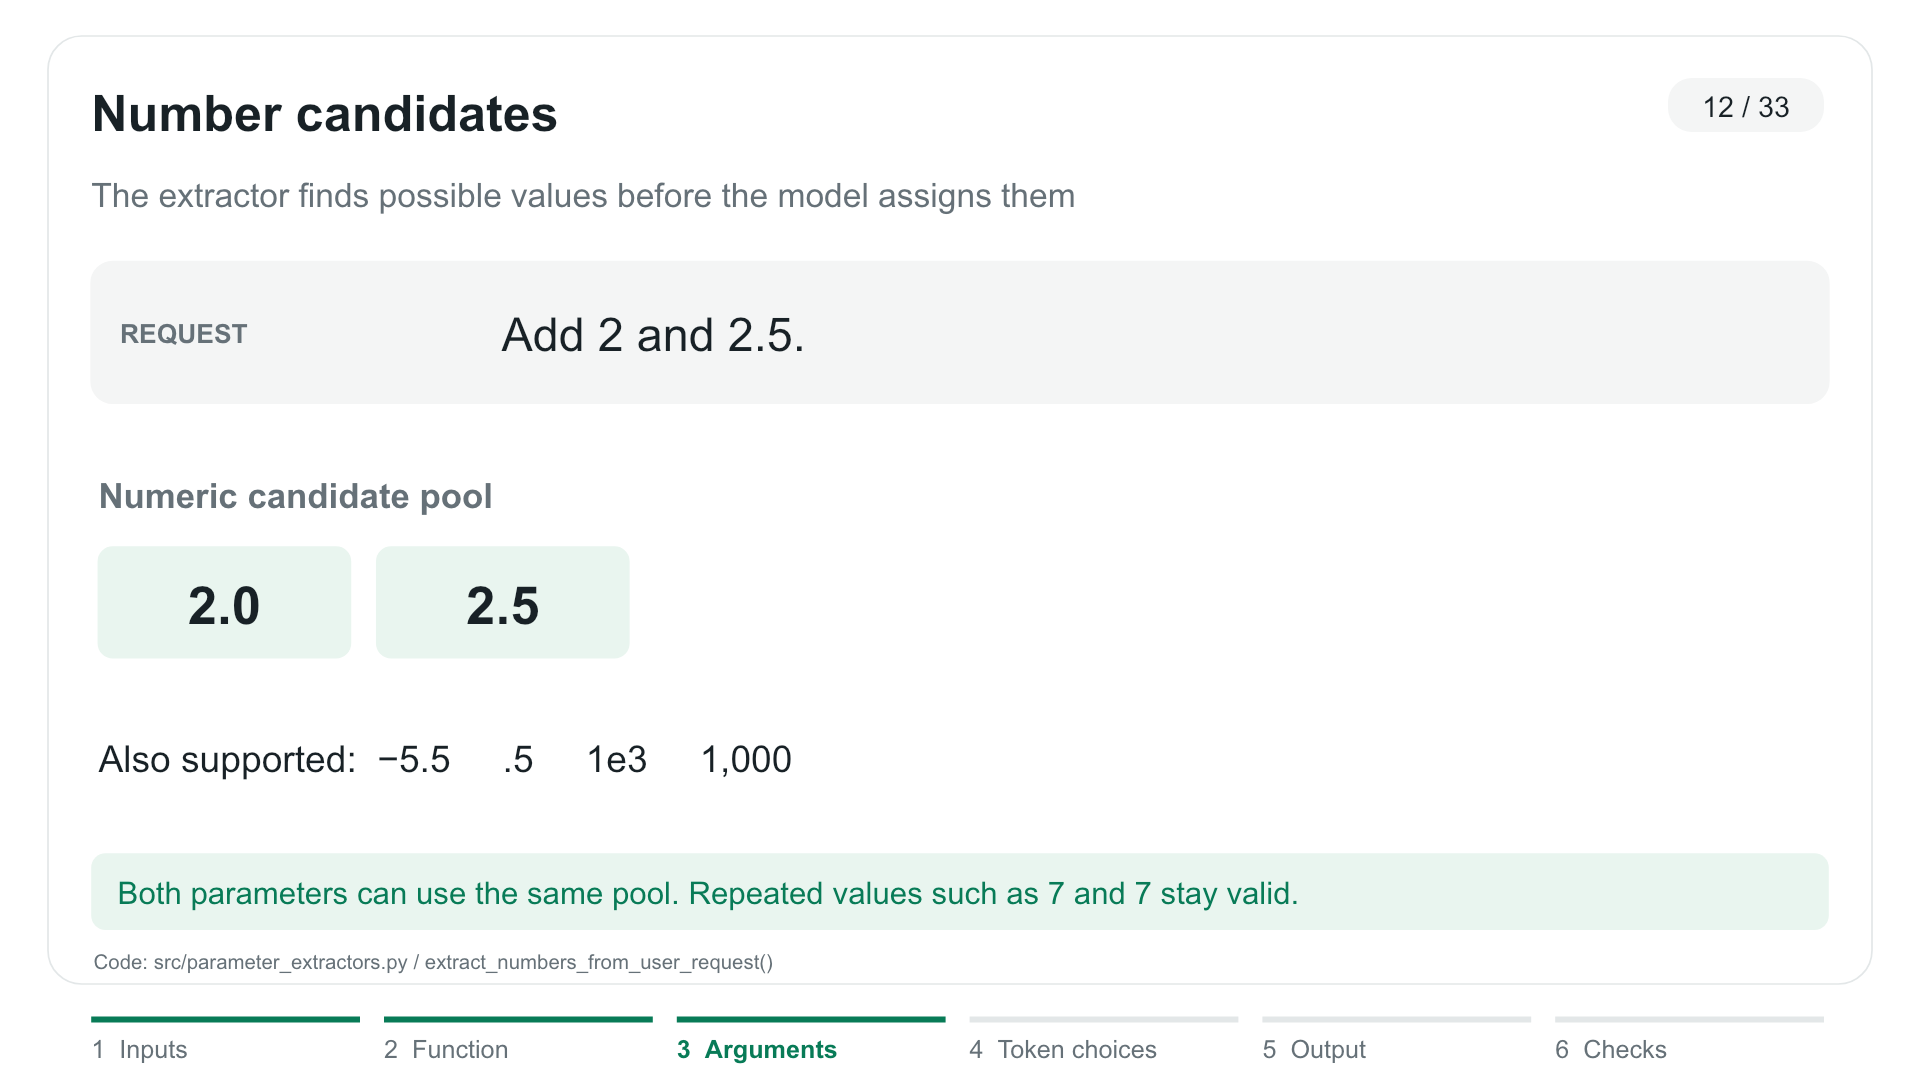 Number candidates
12 / 33
The extractor finds possible values before the model assigns them
REQUEST
Add 2 and 2.5.
Numeric candidate pool
2.0
2.5
Also supported: −5.5 .5 1e3 1,000
Both parameters can use the same pool. Repeated values such as 7 and 7 stay valid.
Code: src/parameter_extractors.py / extract_numbers_from_user_request()
1 Inputs
2 Function
3 Arguments
4 Token choices
5 Output
6 Checks